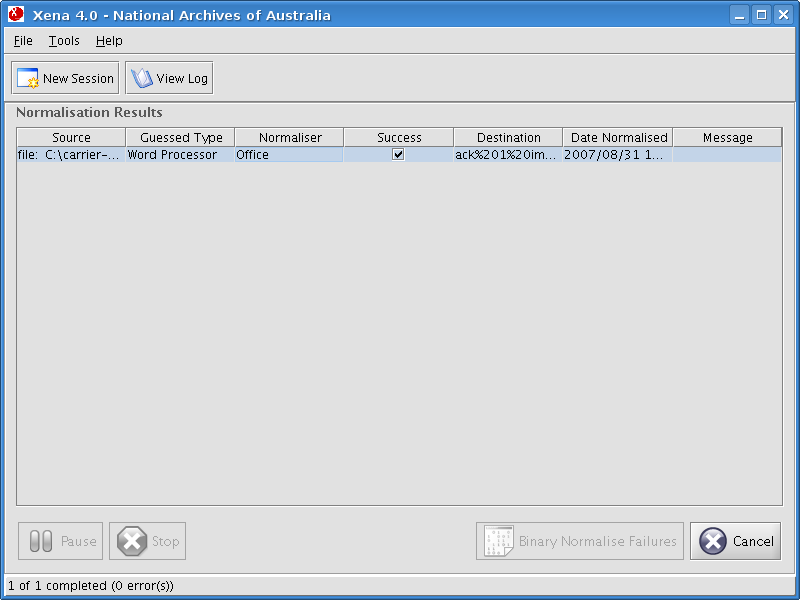 Xena 4.0 - National Archives of Australia
File Tools Help
New Session View Log
Normalisation Results
Source Guessed Type Normaliser Success Destination Date Normalised Message
file: C:\carrier-... Word Processor Office ack%201%20im... 2007/08/31 1...
Pause Stop Binary Normalise Failures Cancel
1 of 1 completed (0 error(s))